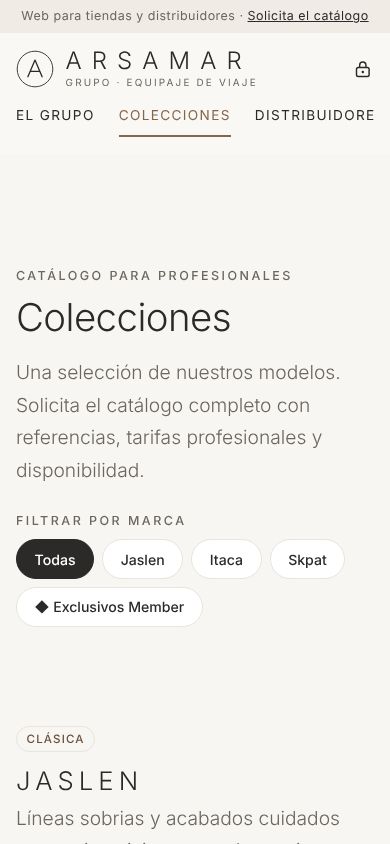 Web para tiendas y distribuidores · Solicita el catálogo
A
ARSAMAR
GRUPO · EQUIPAJE DE VIAJE
EL GRUPO COLECCIONES DISTRIBUIDORE
CATÁLOGO PARA PROFESIONALES
Colecciones
Una selección de nuestros modelos.
Solicita el catálogo completo con
referencias, tarifas profesionales y
disponibilidad.
FILTRAR POR MARCA
Todas Jaslen Itaca Skpat
◆ Exclusivos Member
CLÁSICA
JASLEN
Líneas sobrias y acabados cuidados